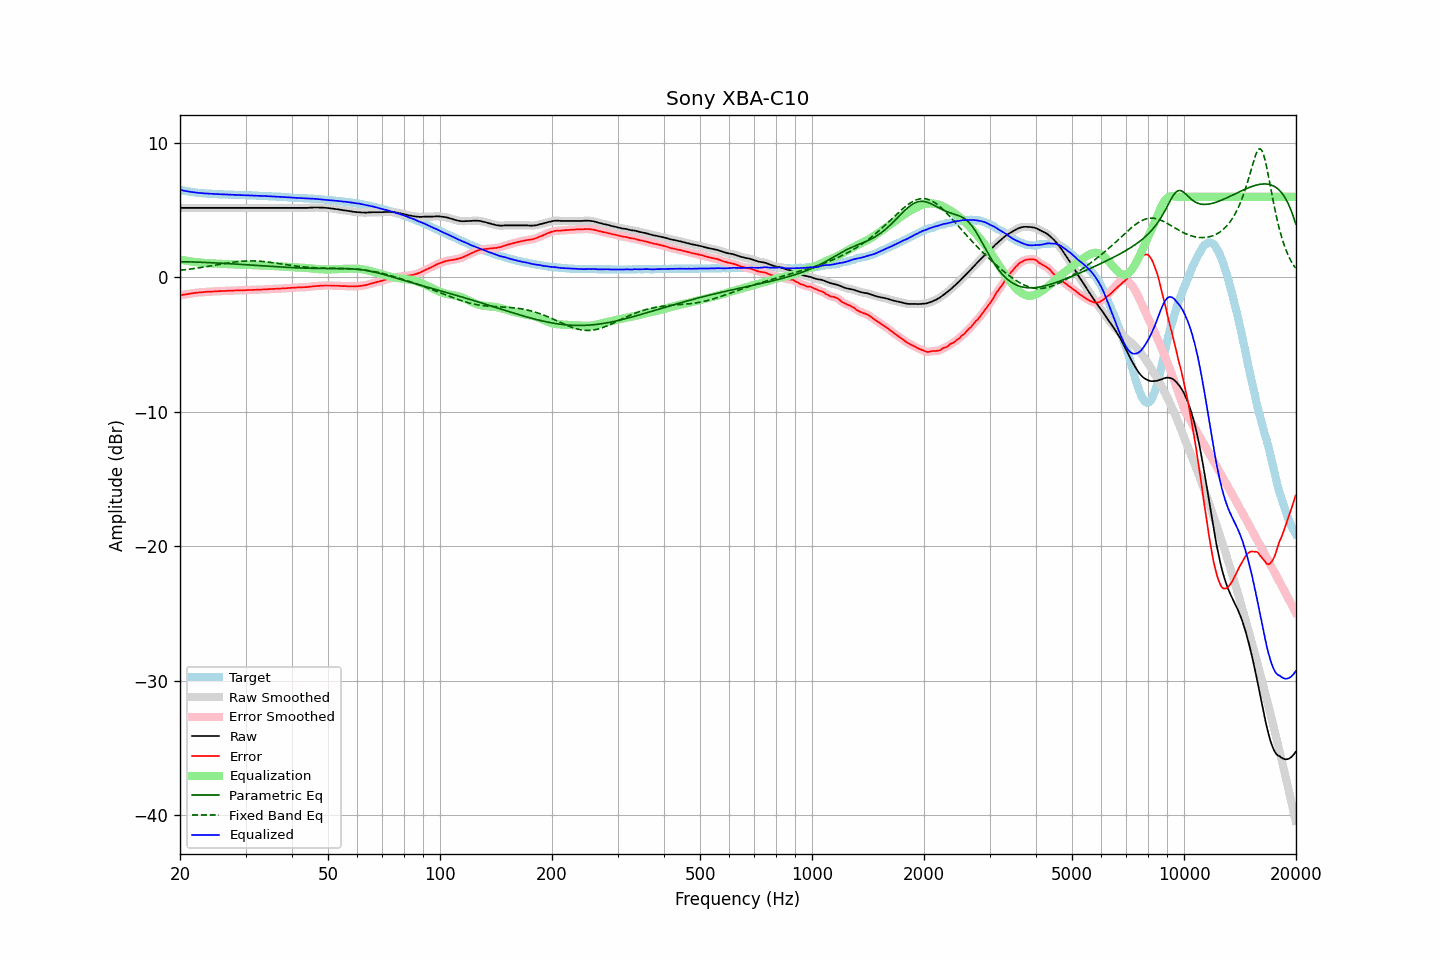 Sony XBA-C10
10
0
−10
−20
−30
−40
Amplitude (dBr)
Target
Raw Smoothed
Error Smoothed
Raw
Error
Equalization
Parametric Eq
Fixed Band Eq
Equalized
20 50 100 200 500 1000 2000 5000 10000 20000
Frequency (Hz)